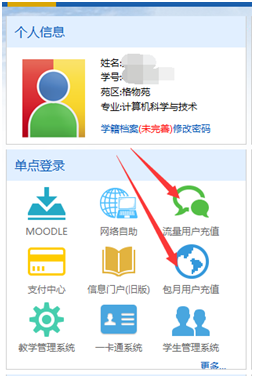 个人信息
姓名:
学号:
苑区:格物苑
专业:计算机科学与技术
学籍档案(未完善)修改密码
单点登录
MOODLE 网络自助 流量用户充值
支付中心 信息门户(旧版) 包月用户充值
教学管理系统 一卡通系统 学生管理系统
更多...